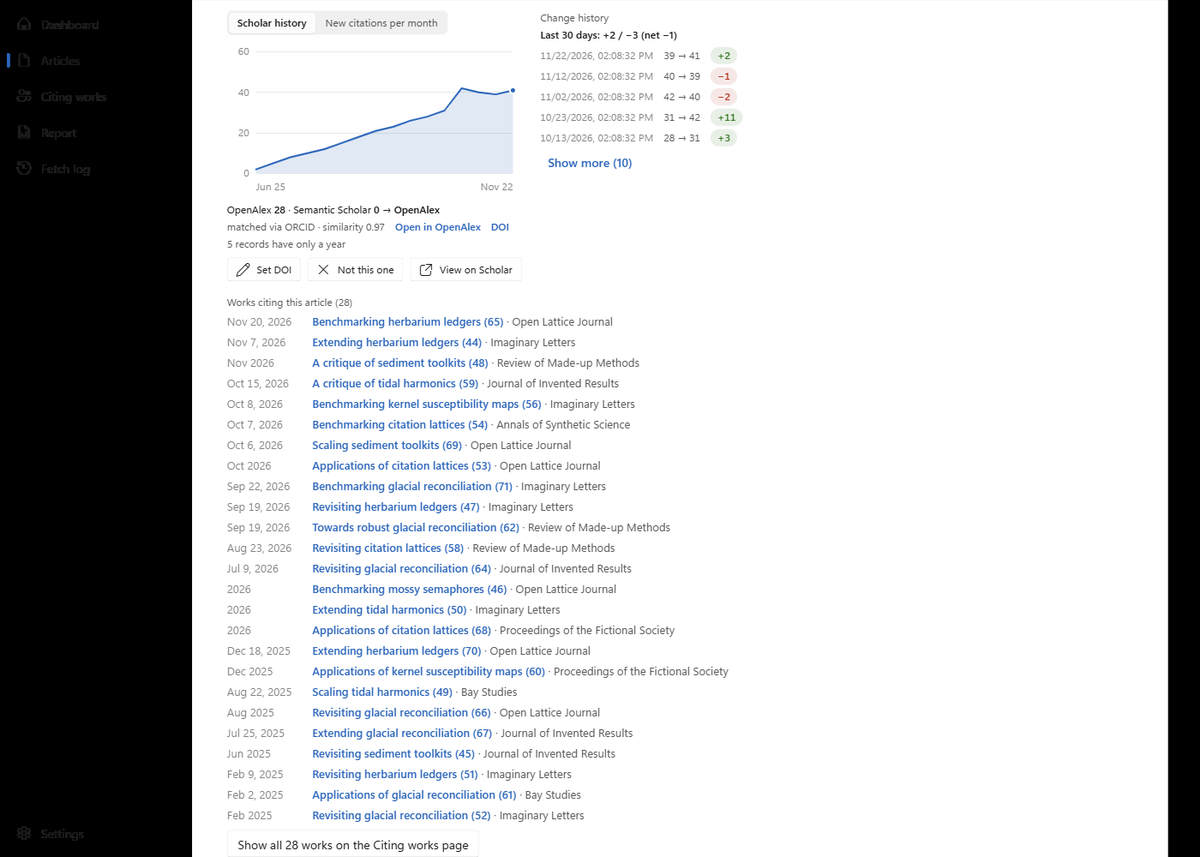 Dashboard
Articles
Citing works
Report
Fetch log
Settings
Scholar history New citations per month
60
40
20
0
Jun 25 Nov 22
Change history
Last 30 days: +2 / −3 (net −1)
11/22/2026, 02:08:32 PM 39 → 41 +2
11/12/2026, 02:08:32 PM 40 → 39 −1
11/02/2026, 02:08:32 PM 42 → 40 −2
10/23/2026, 02:08:32 PM 31 → 42 +11
10/13/2026, 02:08:32 PM 28 → 31 +3
Show more (10)
OpenAlex 28 · Semantic Scholar 0 → OpenAlex
matched via ORCID · similarity 0.97 Open in OpenAlex DOI
5 records have only a year
Set DOI Not this one View on Scholar
Works citing this article (28)
Nov 20, 2026 Benchmarking herbarium ledgers (65) · Open Lattice Journal
Nov 7, 2026 Extending herbarium ledgers (44) · Imaginary Letters
Nov 2026 A critique of sediment toolkits (48) · Review of Made-up Methods
Oct 15, 2026 A critique of tidal harmonics (59) · Journal of Invented Results
Oct 8, 2026 Benchmarking kernel susceptibility maps (56) · Imaginary Letters
Oct 7, 2026 Benchmarking citation lattices (54) · Annals of Synthetic Science
Oct 6, 2026 Scaling sediment toolkits (69) · Open Lattice Journal
Oct 2026 Applications of citation lattices (53) · Open Lattice Journal
Sep 22, 2026 Benchmarking glacial reconciliation (71) · Imaginary Letters
Sep 19, 2026 Revisiting herbarium ledgers (47) · Imaginary Letters
Sep 19, 2026 Towards robust glacial reconciliation (62) · Review of Made-up Methods
Aug 23, 2026 Revisiting citation lattices (58) · Review of Made-up Methods
Jul 9, 2026 Revisiting glacial reconciliation (64) · Journal of Invented Results
2026 Benchmarking mossy semaphores (46) · Open Lattice Journal
2026 Extending tidal harmonics (50) · Imaginary Letters
2026 Applications of citation lattices (68) · Proceedings of the Fictional Society
Dec 18, 2025 Extending herbarium ledgers (70) · Open Lattice Journal
Dec 2025 Applications of kernel susceptibility maps (60) · Proceedings of the Fictional Society
Aug 22, 2025 Scaling tidal harmonics (49) · Bay Studies
Aug 2025 Revisiting glacial reconciliation (66) · Open Lattice Journal
Jul 25, 2025 Extending glacial reconciliation (67) · Journal of Invented Results
Jun 2025 Revisiting sediment toolkits (45) · Journal of Invented Results
Feb 9, 2025 Revisiting herbarium ledgers (51) · Imaginary Letters
Feb 2, 2025 Applications of glacial reconciliation (61) · Bay Studies
Feb 2025 Revisiting glacial reconciliation (52) · Imaginary Letters
Show all 28 works on the Citing works page